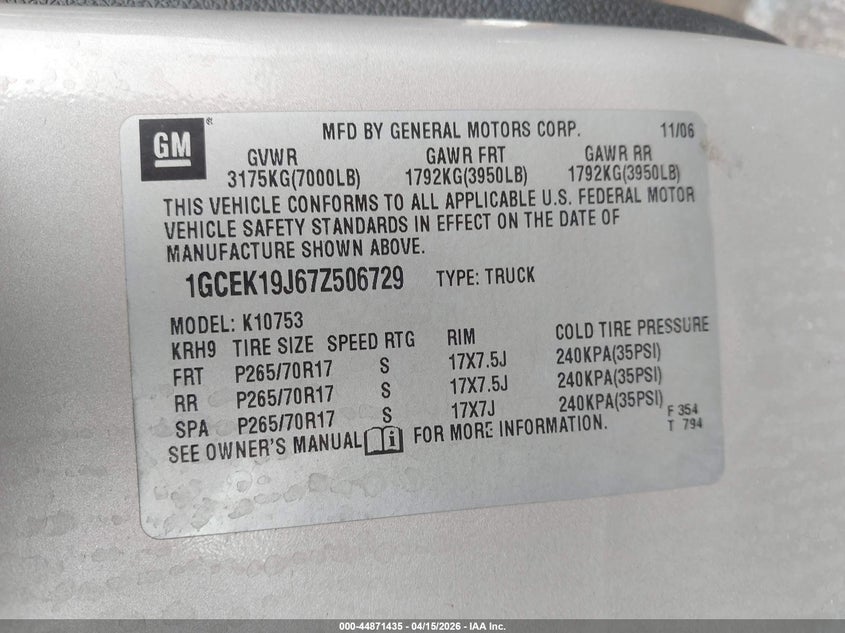 GM
MFD BY GENERAL MOTORS CORP. 11/06
GVWR GAWR FRT GAWR RR
3175KG(7000LB) 1792KG(3950LB) 1792KG(3950LB)
THIS VEHICLE CONFORMS TO ALL APPLICABLE U.S. FEDERAL MOTOR
VEHICLE SAFETY STANDARDS IN EFFECT ON THE DATE OF
MANUFACTURE SHOWN ABOVE.
1GCEK19J67Z506729 TYPE: TRUCK
MODEL: K10753
KRH9 TIRE SIZE SPEED RTG RIM COLD TIRE PRESSURE
FRT P265/70R17 S 17X7.5J 240KPA(35PSI)
RR P265/70R17 S 17X7.5J 240KPA(35PSI)
SPA P265/70R17 S 17X7J 240KPA(35PSI)
SEE OWNER'S MANUAL FOR MORE INFORMATION.
F 354
T 794
000-44871435 - 04/15/2026 - IAA Inc.